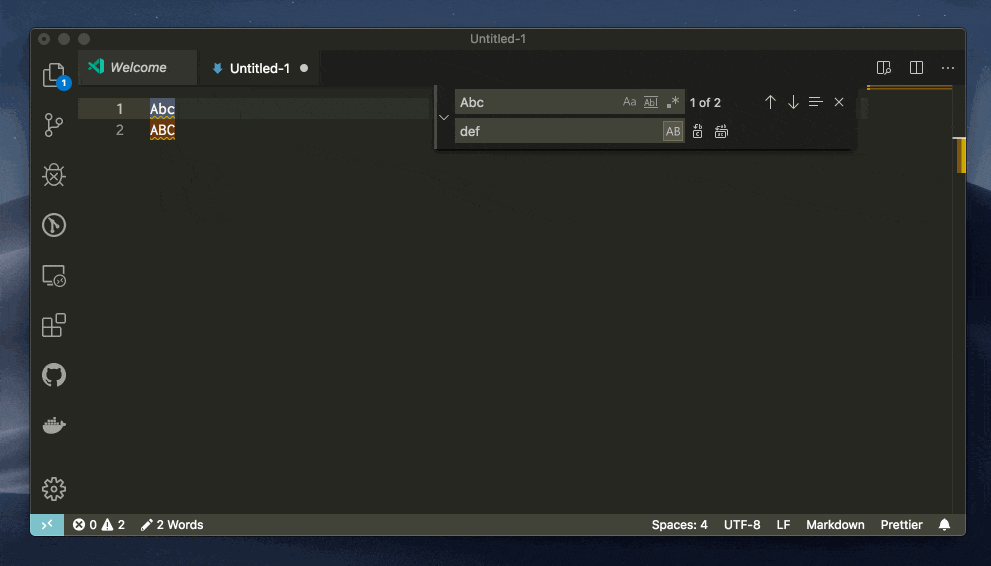 Untitled-1
Welcome
Untitled-1
1
1 Abc
2 ABC
Abc Aa Abl .* 1 of 2
def AB
0 2 2 Words Spaces: 4 UTF-8 LF Markdown Prettier